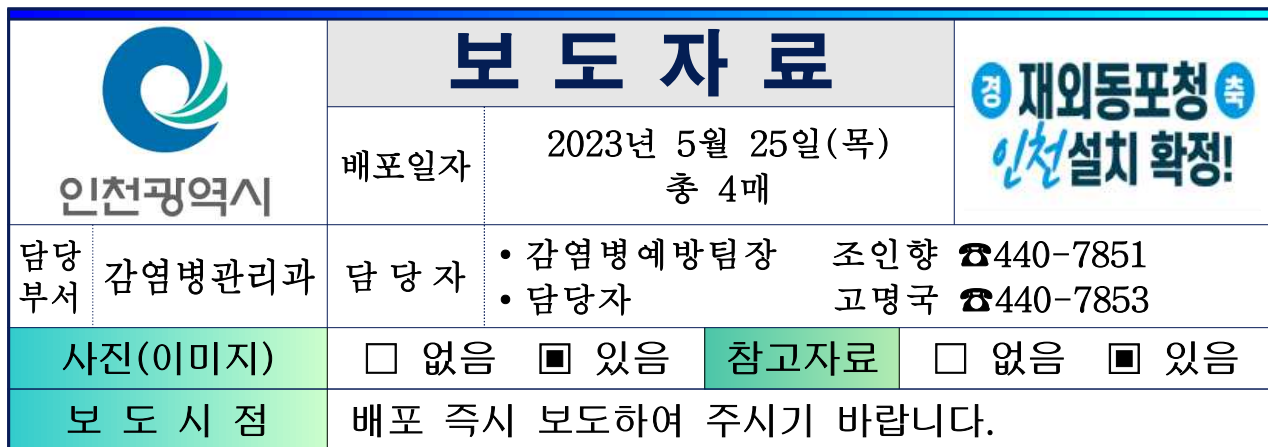 인천광역시
보 도 자 료
배포일자
2023년 5월 25일(목)
총 4매
경 재외동포청 축
인천설치 확정!
담당
부서
감염병관리과
담 당 자
• 감염병예방팀장 조인향 ☎440-7851
• 담당자 고명국 ☎440-7853
사진(이미지) □ 없음 ▣ 있음 참고자료 □ 없음 ▣ 있음
보 도 시 점 배포 즉시 보도하여 주시기 바랍니다.